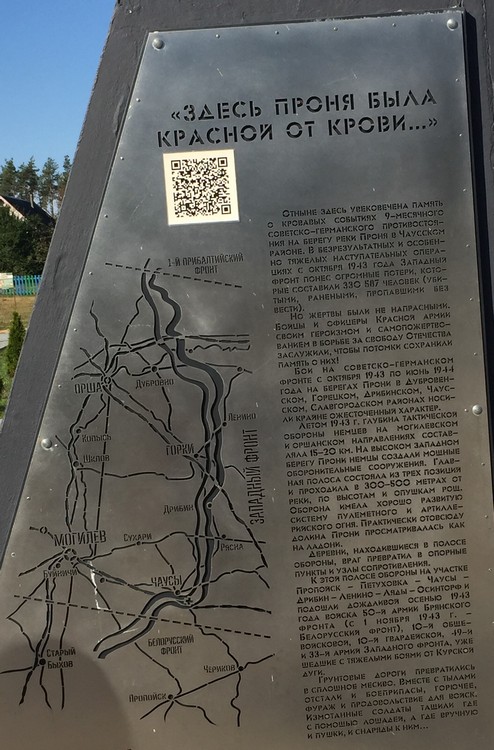 «ЗДЕСЬ ПРОНЯ БЫЛА
КРАСНОЙ ОТ КРОВИ...»
ОТНЫНЕ ЗДЕСЬ УВЕКОВЕЧЕНА ПАМЯТЬ
О КРОВАВЫХ СОБЫТИЯХ 9-МЕСЯЧНОГО
СОВЕТСКО-ГЕРМАНСКОГО ПРОТИВОСТОЯ-
НИЯ НА БЕРЕГУ РЕКИ ПРОНЯ В ЧАУССКОМ
РАЙОНЕ. В БЕЗРЕЗУЛЬТАТНЫХ И ОСОБЕН-
НО ТЯЖЕЛЫХ НАСТУПАТЕЛЬНЫХ ОПЕРА-
ЦИЯХ С ОКТЯБРЯ 1943 ГОДА ЗАПАДНЫЙ
ФРОНТ ПОНЕС ОГРОМНЫЕ ПОТЕРИ, КОТО-
РЫЕ СОСТАВИЛИ 330 587 ЧЕЛОВЕК (УБИ-
ТЫМИ, РАНЕНЫМИ, ПРОПАВШИМИ БЕЗ
ВЕСТИ).
НО ЖЕРТВЫ БЫЛИ НЕ НАПРАСНЫМИ.
БОЙЦЫ И ОФИЦЕРЫ КРАСНОЙ АРМИИ
СВОИМ ГЕРОИЗМОМ И САМОПОЖЕРТВО-
ВАНИЕМ В БОРЬБЕ ЗА СВОБОДУ ОТЕЧЕСТВА
ЗАСЛУЖИЛИ, ЧТОБЫ ПОТОМКИ СОХРАНИЛИ
ПАМЯТЬ О НИХ!
БОИ НА СОВЕТСКО-ГЕРМАНСКОМ
ФРОНТЕ С ОКТЯБРЯ 1943 ПО ИЮНЬ 1944
ГОДА НА БЕРЕГАХ ПРОНИ В ДУБРОВЕН-
СКОМ, ГОРЕЦКОМ, ДРИБИНСКОМ, ЧАУС-
СКОМ, СЛАВГОРОДСКОМ РАЙОНАХ НОСИ-
ЛИ КРАЙНЕ ОЖЕСТОЧЕННЫЙ ХАРАКТЕР.
ЛЕТОМ 1943 Г. ГЛУБИНА ТАКТИЧЕСКОЙ
ОБОРОНЫ НЕМЦЕВ НА МОГИЛЕВСКОМ
И ОРШАНСКОМ НАПРАВЛЕНИЯХ СОСТАВ-
ЛЯЛА 15-20 КМ. НА ВЫСОКОМ ЗАПАДНОМ
БЕРЕГУ ПРОНИ НЕМЦЫ СОЗДАЛИ МОЩНЫЕ
ОБОРОНИТЕЛЬНЫЕ СООРУЖЕНИЯ. ГЛАВ-
НАЯ ПОЛОСА СОСТОЯЛА ИЗ ТРЕХ ПОЗИЦИЙ
И ПРОХОДИЛА В 300-500 МЕТРАХ ОТ
РЕКИ, ПО ВЫСОТАМ И ОПУШКАМ РОЩ.
ОБОРОНА ИМЕЛА ХОРОШО РАЗВИТУЮ
СИСТЕМУ ПУЛЕМЕТНОГО И АРТИЛЛЕ-
РИЙСКОГО ОГНЯ. ПРАКТИЧЕСКИ ОТОВСЮДУ
ДОЛИНА ПРОНИ ПРОСМАТРИВАЛАСЬ КАК
НА ЛАДОНИ.
ДЕРЕВНИ, НАХОДИВШИЕСЯ В ПОЛОСЕ
ОБОРОНЫ, ВРАГ ПРЕВРАТИЛ В ОПОРНЫЕ
ПУНКТЫ И УЗЛЫ СОПРОТИВЛЕНИЯ.
К ЭТОЙ ПОЛОСЕ ОБОРОНЫ НА УЧАСТКЕ
ПРОПОЙСК – ПЕТУХОВКА – ЧАУСЫ –
ДРИБИН – ЛЕНИНО – ЛЯДЫ – ОСИНТОРФ И
ПОДОШЛИ ДОЖДЛИВОЙ ОСЕНЬЮ 1943
ГОДА ВОЙСКА 50-Й АРМИИ БРЯНСКОГО
ФРОНТА (С 1 НОЯБРЯ 1943 Г. –
БЕЛОРУССКИЙ ФРОНТ), 10-Я ОБЩЕ-
ВОЙСКОВОЙ, 10-Й ГВАРДЕЙСКОЙ, 49-Й
И 33-Й АРМИЙ ЗАПАДНОГО ФРОНТА, УЖЕ
ШЕДШИЕ С ТЯЖЕЛЫМИ БОЯМИ ОТ КУРСКОЙ
ДУГИ.
ГРУНТОВЫЕ ДОРОГИ ПРЕВРАТИЛИСЬ
В СПЛОШНОЕ МЕСИВО. ВМЕСТЕ С ТЫЛАМИ
ОТСТАЛИ И БОЕПРИПАСЫ, ГОРЮЧЕЕ,
ФУРАЖ И ПРОДОВОЛЬСТВИЕ ДЛЯ ВОЙСК.
ИЗМОТАННЫЕ СОЛДАТЫ ТАЩИЛИ ГДЕ
С ПОМОЩЬЮ ЛОШАДЕЙ, А ГДЕ ВРУЧНУЮ
И ПУШКИ, И СНАРЯДЫ К НИМ...
1-Й ПРИБАЛТИЙСКИЙ
ФРОНТ
ОРША
ДУБРОВНО
ЛЕНИНО
КОПЫСЬ
ШКЛОВ
ГОРКИ
ЗАПАДНЫЙ ФРОНТ
ДРИБИН
МОГИЛЕВ
СУХАРИ
РЯСНА
БУЙНИЧИ
ЧАУСЫ
БЕЛОРУССКИЙ
ФРОНТ
СТАРЫЙ
БЫХОВ
ЧЕРИКОВ
ПРОПОЙСК